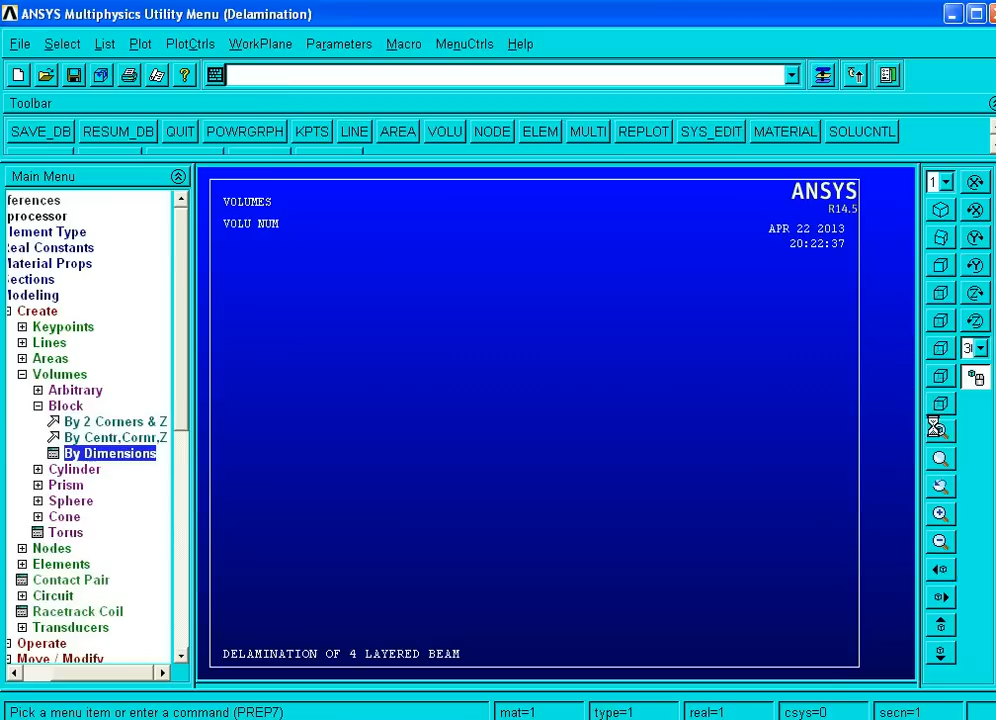 ANSYS Multiphysics Utility Menu (Delamination)
File Select List Plot PlotCtrls WorkPlane Parameters Macro MenuCtrls Help
Toolbar
SAVE_DB RESUM_DB QUIT POWRGRPH KPTS LINE AREA VOLU NODE ELEM MULTI REPLOT SYS_EDIT MATERIAL SOLUCNTL
Main Menu
ferences
processor
lement Type
eal Constants
laterial Props
ections
lodeling
Create
Keypoints
Lines
Areas
Volumes
Arbitrary
Block
By 2 Corners & Z
By Centr,Cornr,Z
By Dimensions
Cylinder
Prism
Sphere
Cone
Torus
Nodes
Elements
Contact Pair
Circuit
Racetrack Coil
Transducers
Operate
Move / Modify
VOLUMES
VOLU NUM
ANSYS
R14.5
APR 22 2013
20:22:37
DELAMINATION OF 4 LAYERED BEAM
1
X
X
Y
Y
Z
Z
Pick a menu item or enter a command (PREP7) mat=1 type=1 real=1 csys=0 secn=1